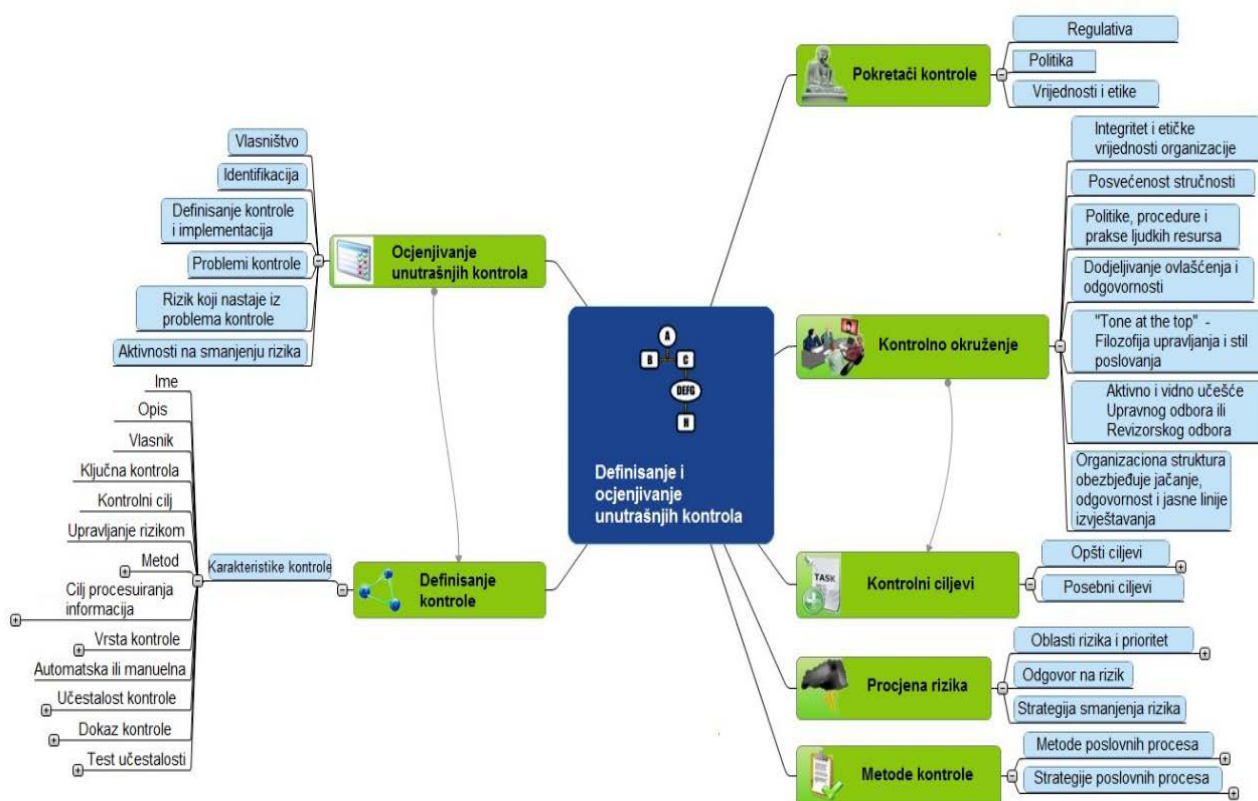 Definisanje i
ocjenjivanje
unutrašnjih kontrola
A
B
C
DEFG
H
Pokretači kontrole
Regulativa
Politika
Vrijednosti i etike
Kontrolno okruženje
Integritet i etičke
vrijednosti organizacije
Posvećenost stručnosti
Politike, procedure i
prakse ljudkih resursa
Dodjeljivanje ovlašćenja i
odgovornosti
"Tone at the top" -
Filozofija upravljanja i stil
poslovanja
Aktivno i vidno učešće
Upravnog odbora ili
Revizorskog odbora
Organizaciona struktura
obezbjeđuje jačanje,
odgovornost i jasne linije
izvještavanja
Kontrolni ciljevi
TASK
Opšti ciljevi
Posebni ciljevi
Procjena rizika
Oblasti rizika i prioritet
Odgovor na rizik
Strategija smanjenja rizika
Metode kontrole
Metode poslovnih procesa
Strategije poslovnih procesa
Ocjenjivanje
unutrašnjih kontrola
Vlasništvo
Identifikacija
Definisanje kontrole
i implementacija
Problemi kontrole
Rizik koji nastaje iz
problema kontrole
Aktivnosti na smanjenju rizika
Definisanje
kontrole
Karakteristike kontrole
Ime
Opis
Vlasnik
Ključna kontrola
Kontrolni cilj
Upravljanje rizikom
Metod
Cilj procesuiranja
informacija
Vrsta kontrole
Automatska ili manuelna
Učestalost kontrole
Dokaz kontrole
Test učestalosti